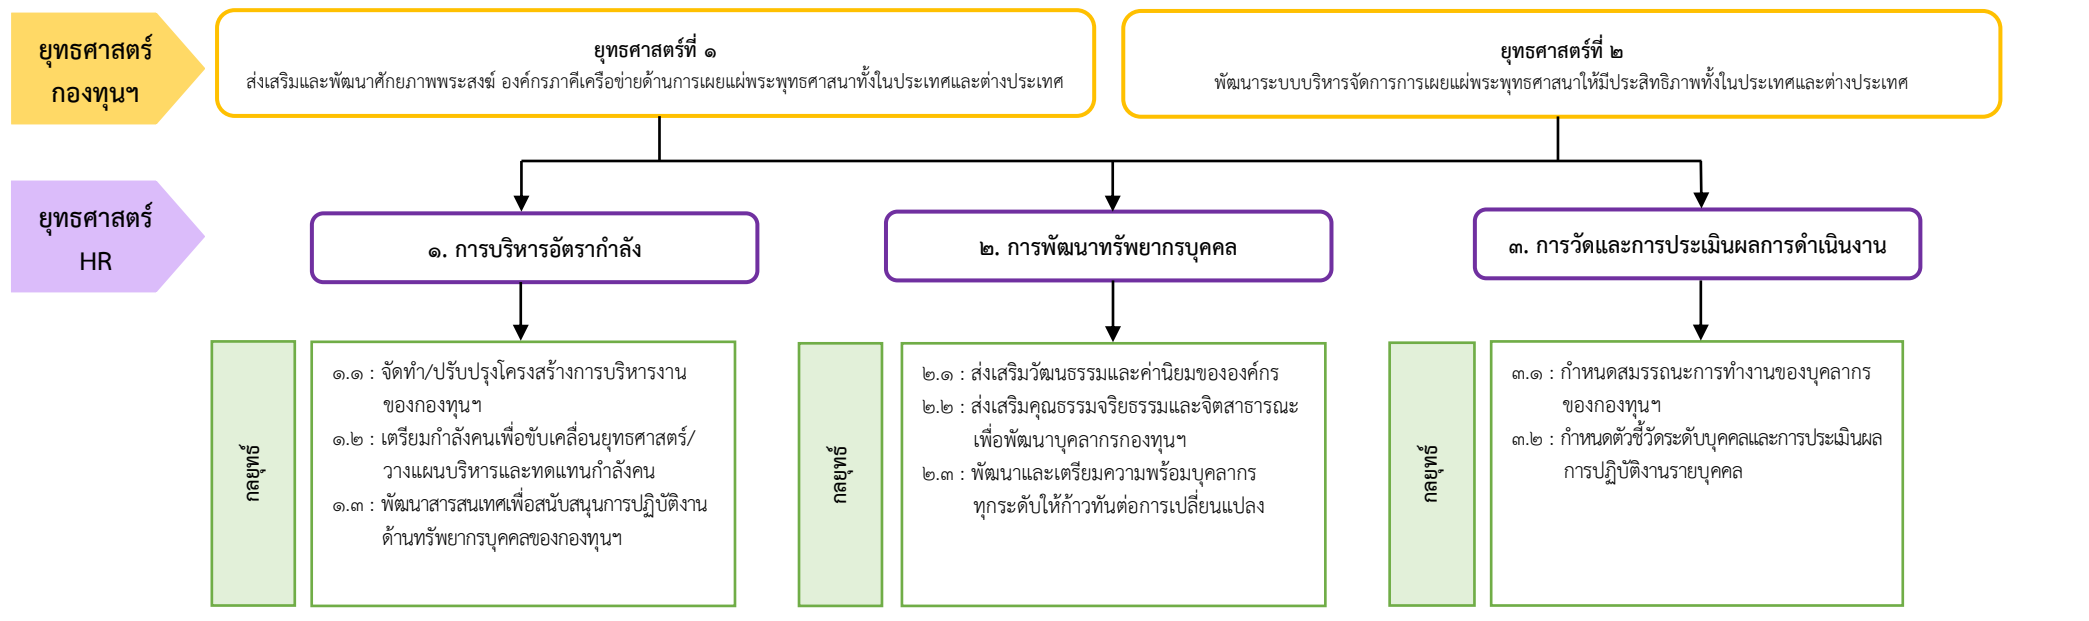 ยุทธศาสตร์
กองทุนฯ
ยุทธศาสตร์ที่ ๑
ส่งเสริมและพัฒนาศักยภาพพระสงฆ์ องค์กรภาคีเครือข่ายด้านการเผยแผ่พระพุทธศาสนาทั้งในประเทศและต่างประเทศ
ยุทธศาสตร์ที่ ๒
พัฒนาระบบบริหารจัดการการเผยแผ่พระพุทธศาสนาให้มีประสิทธิภาพทั้งในประเทศและต่างประเทศ
ยุทธศาสตร์
HR
๑. การบริหารอัตรากำลัง
๒. การพัฒนาทรัพยากรบุคคล
๓. การวัดและการประเมินผลการดำเนินงาน
กลยุทธ์
๑.๑ : จัดทำ/ปรับปรุงโครงสร้างการบริหารงาน
ของกองทุนฯ
๑.๒ : เตรียมกำลังคนเพื่อขับเคลื่อนยุทธศาสตร์/
วางแผนบริหารและทดแทนกำลังคน
๑.๓ : พัฒนาสารสนเทศเพื่อสนับสนุนการปฏิบัติงาน
ด้านทรัพยากรบุคคลของกองทุนฯ
กลยุทธ์
๒.๑ : ส่งเสริมวัฒนธรรมและค่านิยมขององค์กร
๒.๒ : ส่งเสริมคุณธรรมจริยธรรมและจิตสาธารณะ
เพื่อพัฒนาบุคลากรกองทุนฯ
๒.๓ : พัฒนาและเตรียมความพร้อมบุคลากร
ทุกระดับให้ก้าวทันต่อการเปลี่ยนแปลง
กลยุทธ์
๓.๑ : กำหนดสมรรถนะการทำงานของบุคลากร
ของกองทุนฯ
๓.๒ : กำหนดตัวชี้วัดระดับบุคคลและการประเมินผล
การปฏิบัติงานรายบุคคล